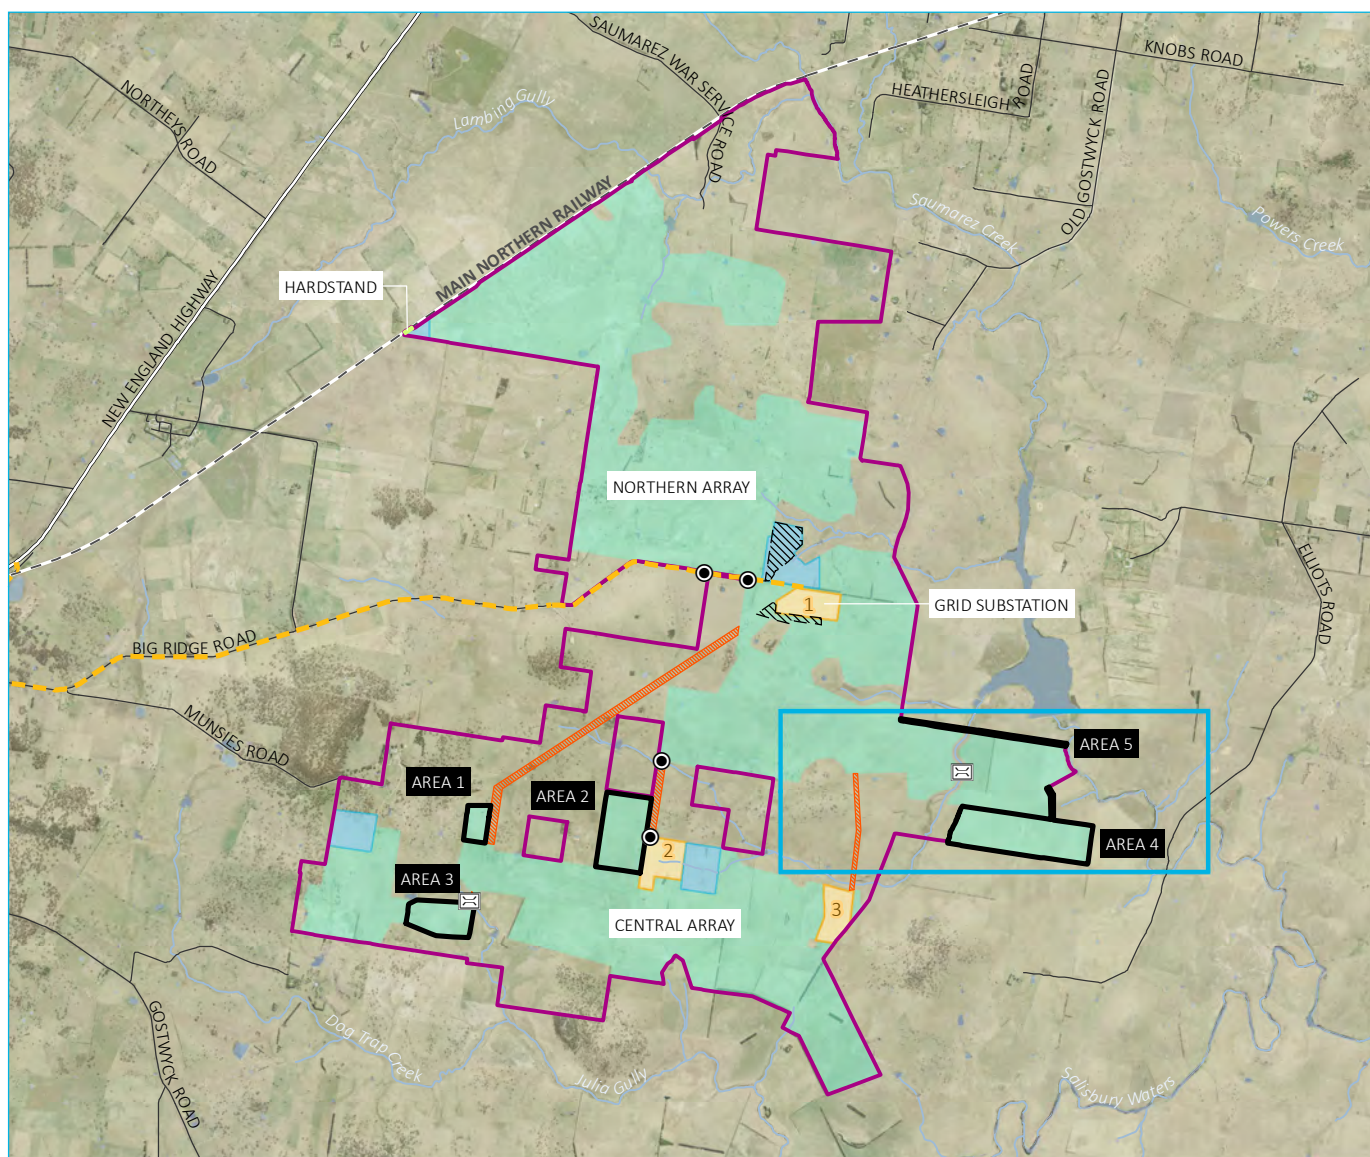 SAUMAREZ WAR SERVICE ROAD
KNOBS ROAD
HEATHERSLEIGH ROAD
OLD GOSTWYCK ROAD
NORTHEYS ROAD
Lambing Gully
Saumarez Creek
Powers Creek
MAIN NORTHERN RAILWAY
HARDSTAND
NEW ENGLAND HIGHWAY
NORTHERN ARRAY
ELLIOTS ROAD
1
GRID SUBSTATION
BIG RIDGE ROAD
MUNSIES ROAD
AREA 5
AREA 1
AREA 2
AREA 4
2
AREA 3
3
CENTRAL ARRAY
GOSTWYCK ROAD
Dog Trap Creek
Julia Gully
Salisbury Waters